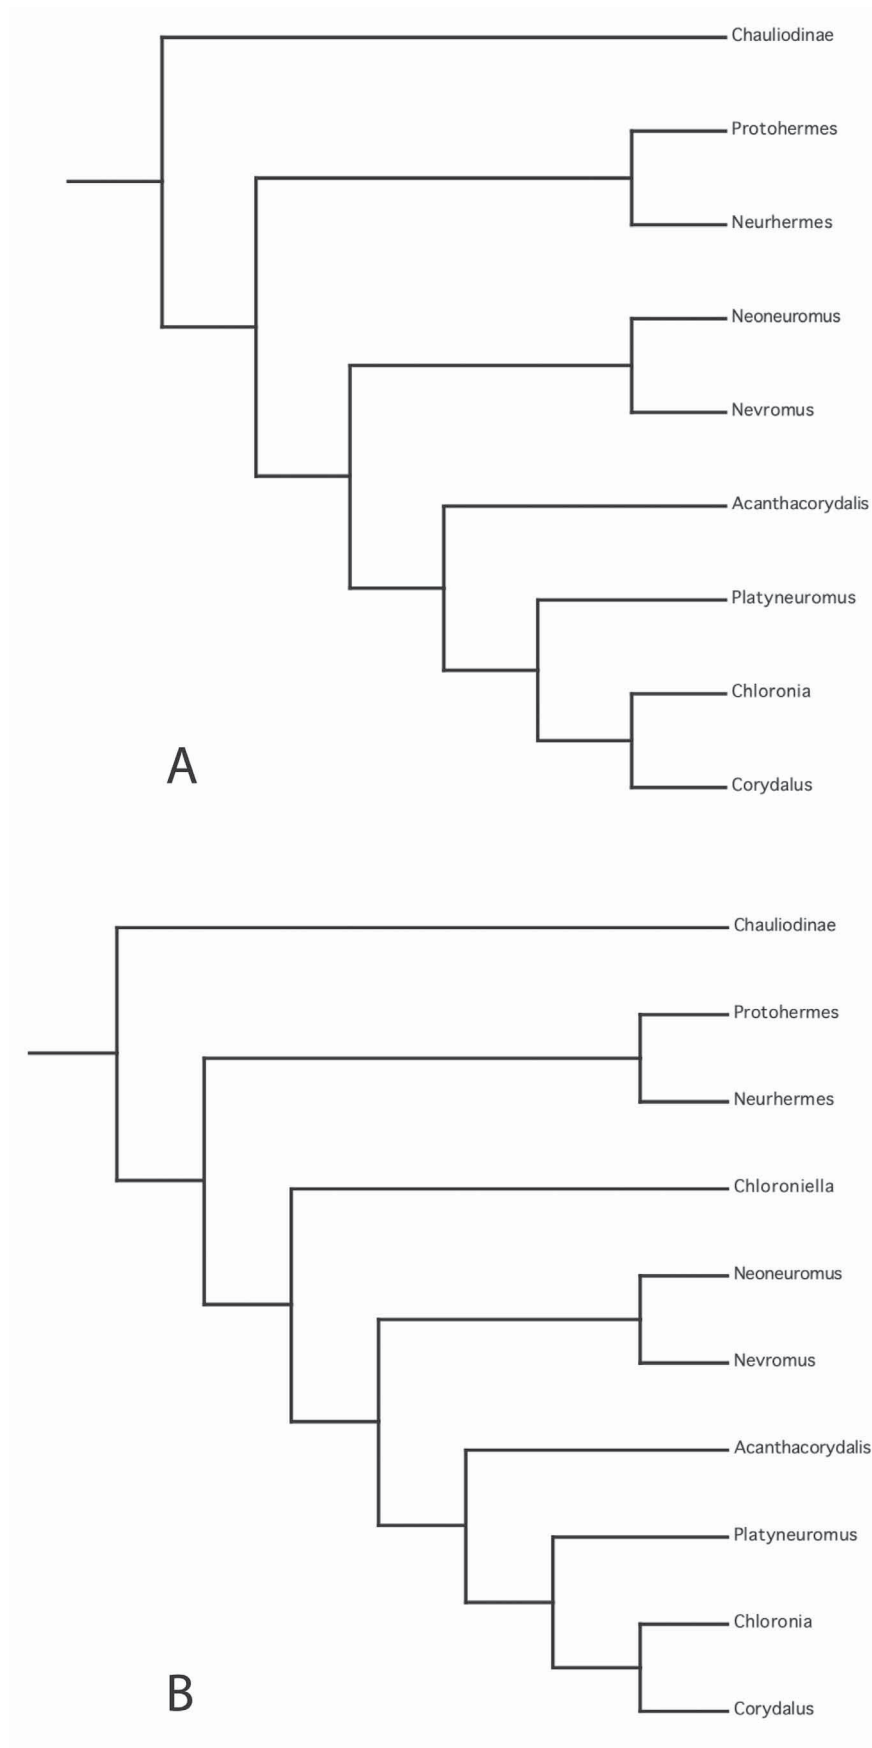 Chauliodinae
Protohermes
Neurhermes
Neoneuromus
Nevromus
Acanthacorydalis
Platyneuromus
Chloronia
Corydalus
A
Chauliodinae
Protohermes
Neurhermes
Chloroniella
Neoneuromus
Nevromus
Acanthacorydalis
Platyneuromus
Chloronia
Corydalus
B